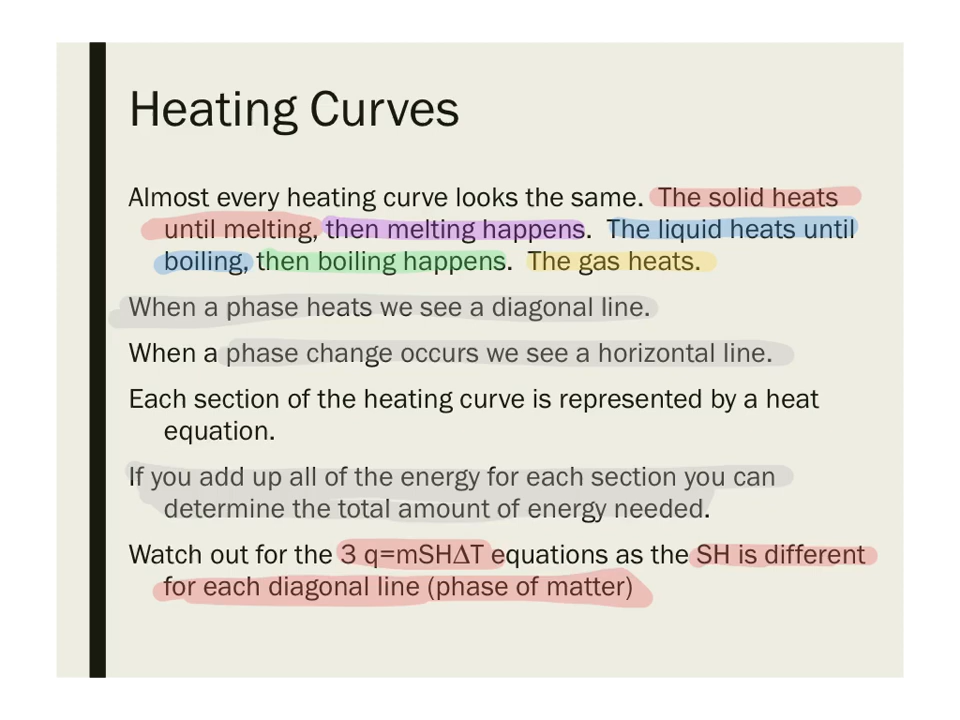 Heating Curves
Almost every heating curve looks the same.  The solid heats
until melting, then melting happens.  The liquid heats until
boiling, then boiling happens.  The gas heats.
When a phase heats we see a diagonal line.
When a phase change occurs we see a horizontal line.
Each section of the heating curve is represented by a heat
equation.
If you add up all of the energy for each section you can
determine the total amount of energy needed.
Watch out for the 3 q=mSHΔT equations as the SH is different
for each diagonal line (phase of matter)